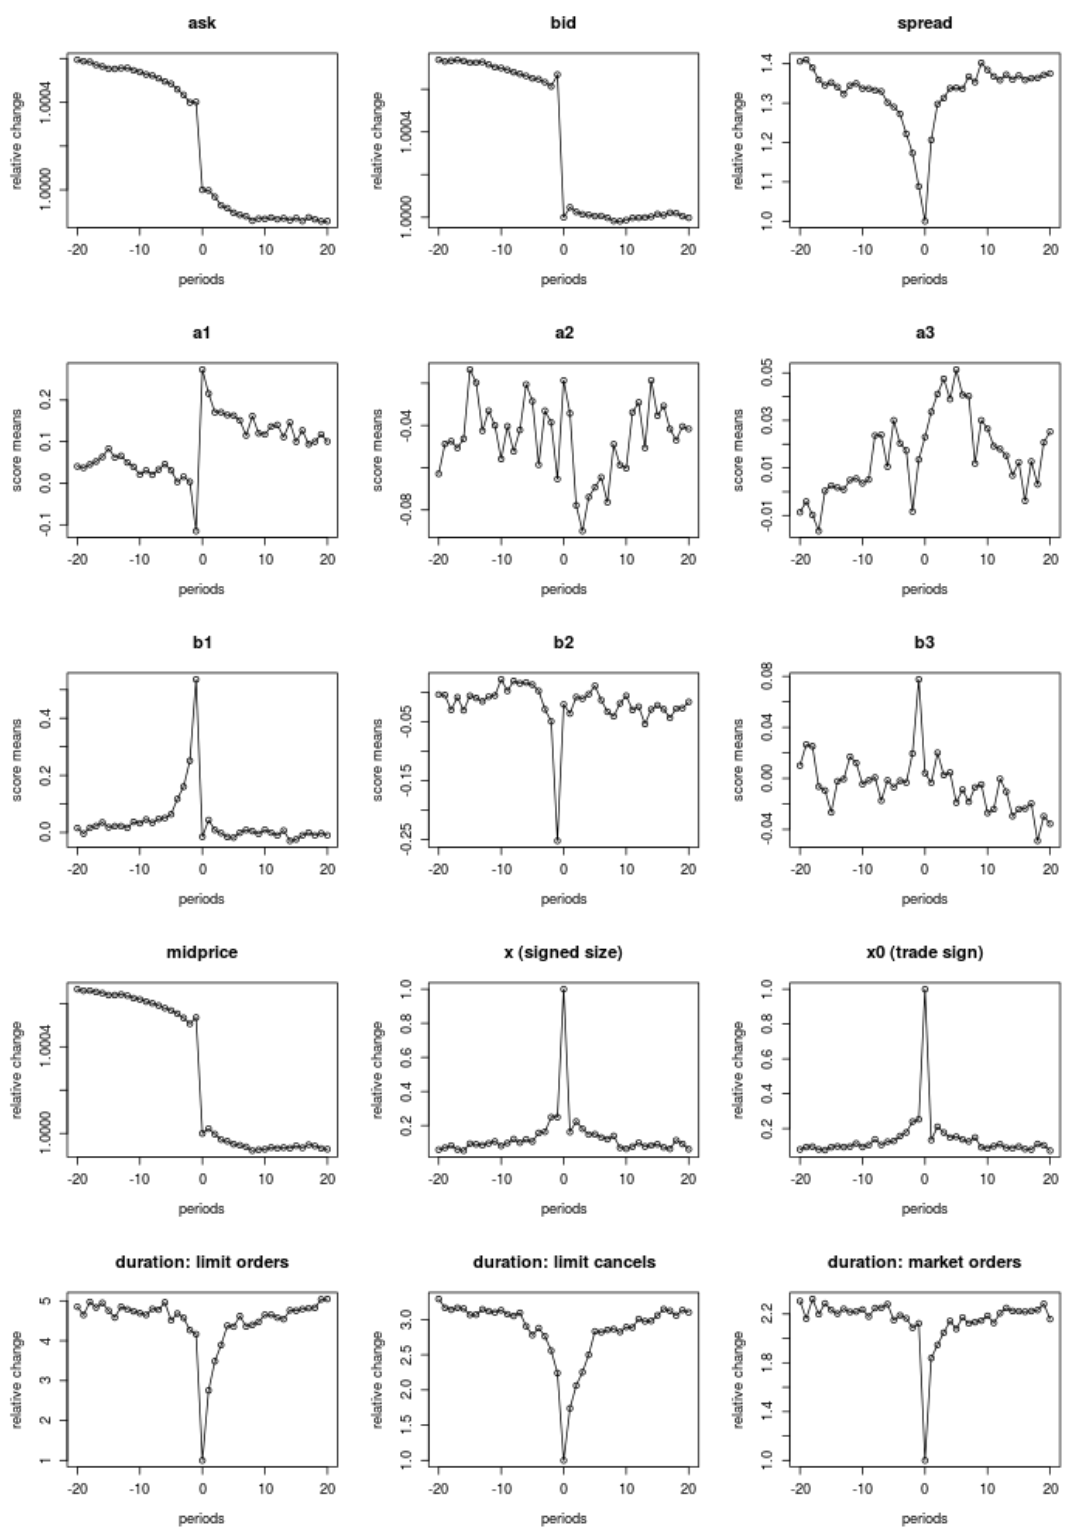 ask
bid
spread
relative change
1.0004
1.0000
-20 -10 0 10 20
periods
relative change
1.0004
1.0000
-20 -10 0 10 20
periods
relative change
1.4
1.3
1.2
1.1
1.0
-20 -10 0 10 20
periods
a1
a2
a3
score means
0.2
0.1
0.0
-0.1
-20 -10 0 10 20
periods
score means
-0.04
-0.08
-20 -10 0 10 20
periods
relative change
0.05
0.03
0.01
-0.01
-20 -10 0 10 20
periods
b1
b2
b3
score means
0.4
0.2
0.0
-20 -10 0 10 20
periods
score means
-0.05
-0.15
-0.25
-20 -10 0 10 20
periods
relative change
0.08
0.04
0.00
-0.04
-20 -10 0 10 20
periods
midprice
x (signed size)
x0 (trade sign)
relative change
1.0004
1.0000
-20 -10 0 10 20
periods
relative change
1.0
0.8
0.6
0.4
0.2
-20 -10 0 10 20
periods
relative change
1.0
0.8
0.6
0.4
0.2
-20 -10 0 10 20
periods
duration: limit orders
duration: limit cancels
duration: market orders
relative change
5
4
3
2
1
-20 -10 0 10 20
periods
relative change
3.0
2.5
2.0
1.5
1.0
-20 -10 0 10 20
periods
relative change
2.2
1.8
1.4
1.0
-20 -10 0 10 20
periods